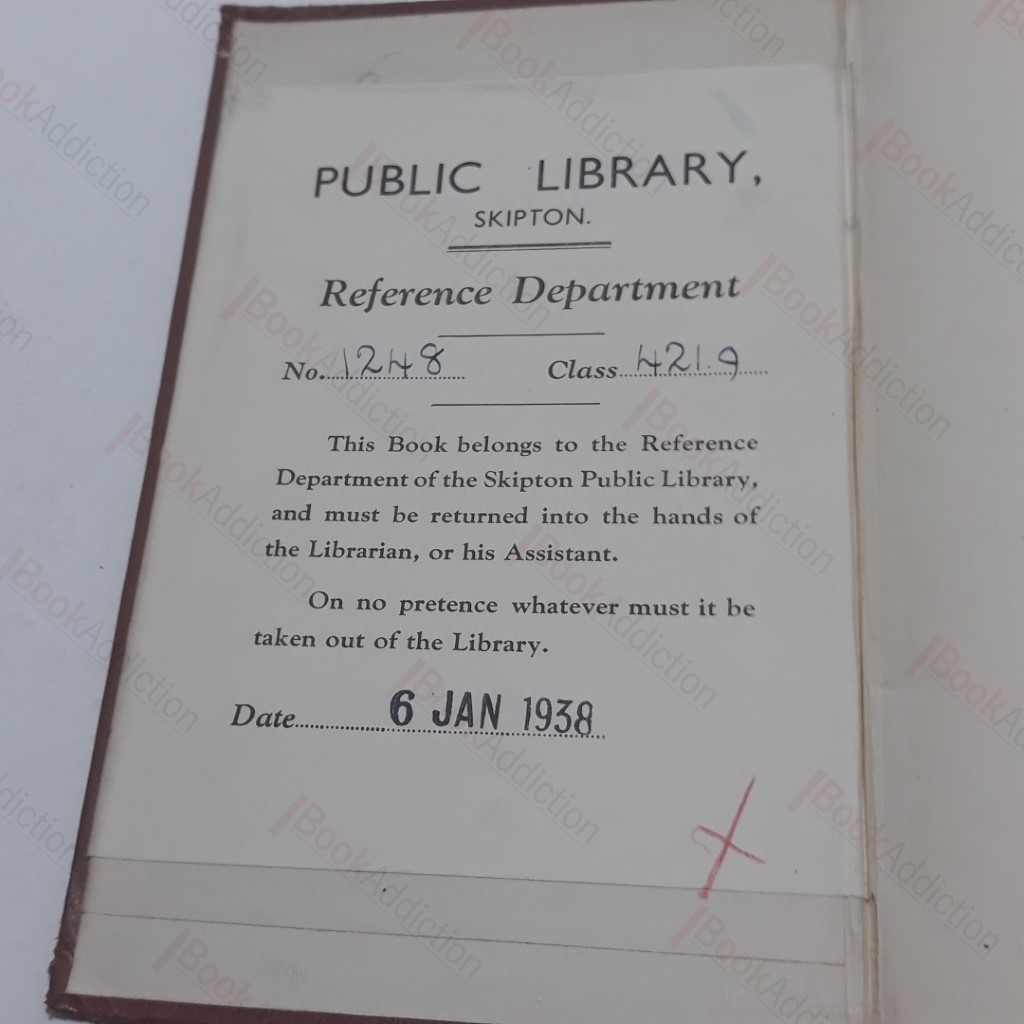 PUBLIC LIBRARY,
SKIPTON.
Reference Department
No. 1248 Class 421.9
This Book belongs to the Reference
Department of the Skipton Public Library,
and must be returned into the hands of
the Librarian, or his Assistant.
On no pretence whatever must it be
taken out of the Library.
Date 6 JAN 1938
BookAddiction